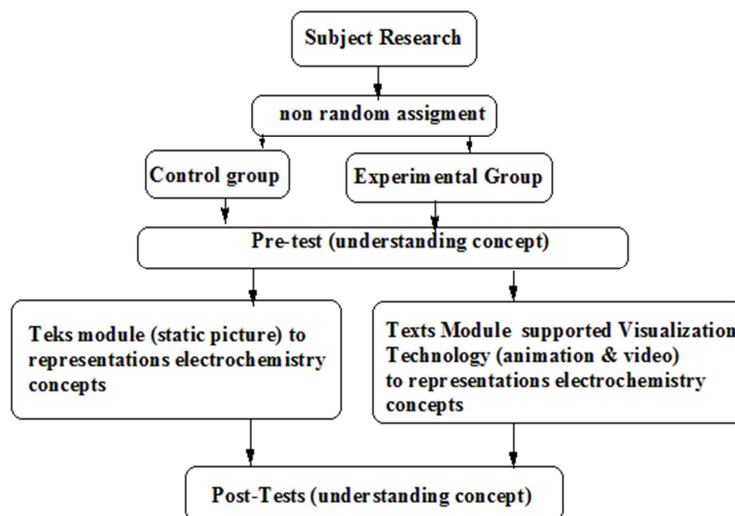 Subject Research
non random assigment
Control group
Experimental Group
Pre-test (understanding concept)
Teks module (static picture) to
representations electrochemistry
concepts
Texts Module supported Visualization
Technology (animation & video)
to representations electrochemistry
concepts
Post-Tests (understanding concept)